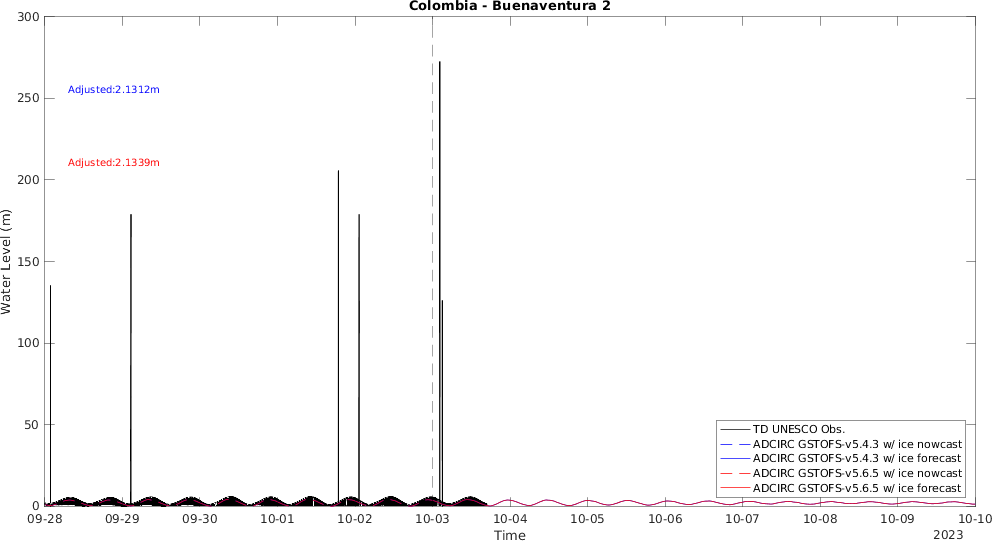 Colombia - Buenaventura 2
300
250
200
150
100
50
0
Water Level (m)
Adjusted:2.1312m
Adjusted:2.1339m
TD UNESCO Obs.
ADCIRC GSTOFS-v5.4.3 w/ ice nowcast
ADCIRC GSTOFS-v5.4.3 w/ ice forecast
ADCIRC GSTOFS-v5.6.5 w/ ice nowcast
ADCIRC GSTOFS-v5.6.5 w/ ice forecast
09-28 09-29 09-30 10-01 10-02 10-03 10-04 10-05 10-06 10-07 10-08 10-09 10-10
Time
2023